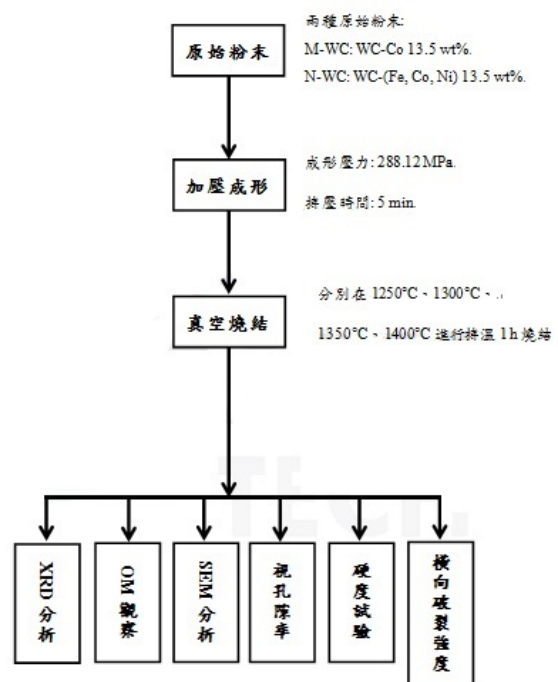 原始粉末
兩種原始粉末:
M-WC: WC-Co 13.5 wt%.
N-WC: WC-(Fe, Co, Ni) 13.5 wt%.
加壓成形
成形壓力: 288.12 MPa.
持壓時間: 5 min.
真空燒結
分別在 1250℃、1300℃、
1350℃、1400℃ 進行持溫 1 h 燒結
TECH.
XRD 分析
OM 觀察
SEM 分析
視孔隙率
硬度試驗
橫向破裂強度